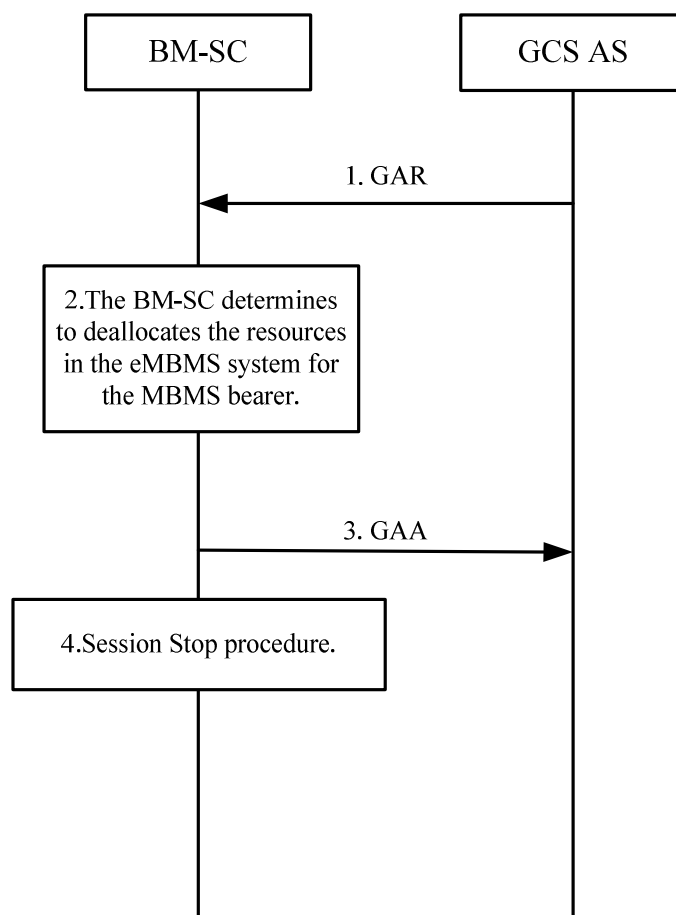 BM-SC
GCS AS
1. GAR
2.The BM-SC determines
to deallocates the resources
in the eMBMS system for
the MBMS bearer.
3. GAA
4.Session Stop procedure.